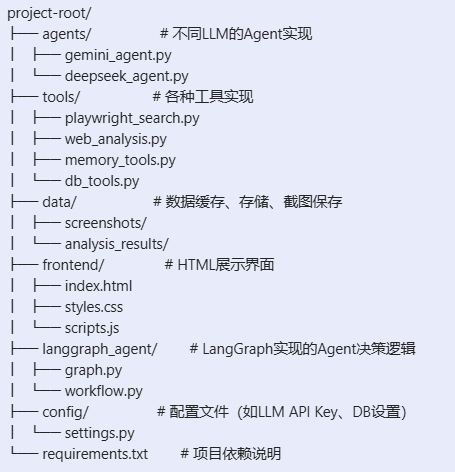 project-root/
├── agents/ # 不同LLM的Agent实现
│ ├── gemini_agent.py
│ └── deepseek_agent.py
├── tools/ # 各种工具实现
│ ├── playwright_search.py
│ ├── web_analysis.py
│ ├── memory_tools.py
│ └── db_tools.py
├── data/ # 数据缓存、存储、截图保存
│ ├── screenshots/
│ └── analysis_results/
├── frontend/ # HTML展示界面
│ ├── index.html
│ ├── styles.css
│ └── scripts.js
├── langgraph_agent/ # LangGraph实现的Agent决策逻辑
│ ├── graph.py
│ └── workflow.py
├── config/ # 配置文件（如LLM API Key、DB设置）
│ └── settings.py
└── requirements.txt # 项目依赖说明